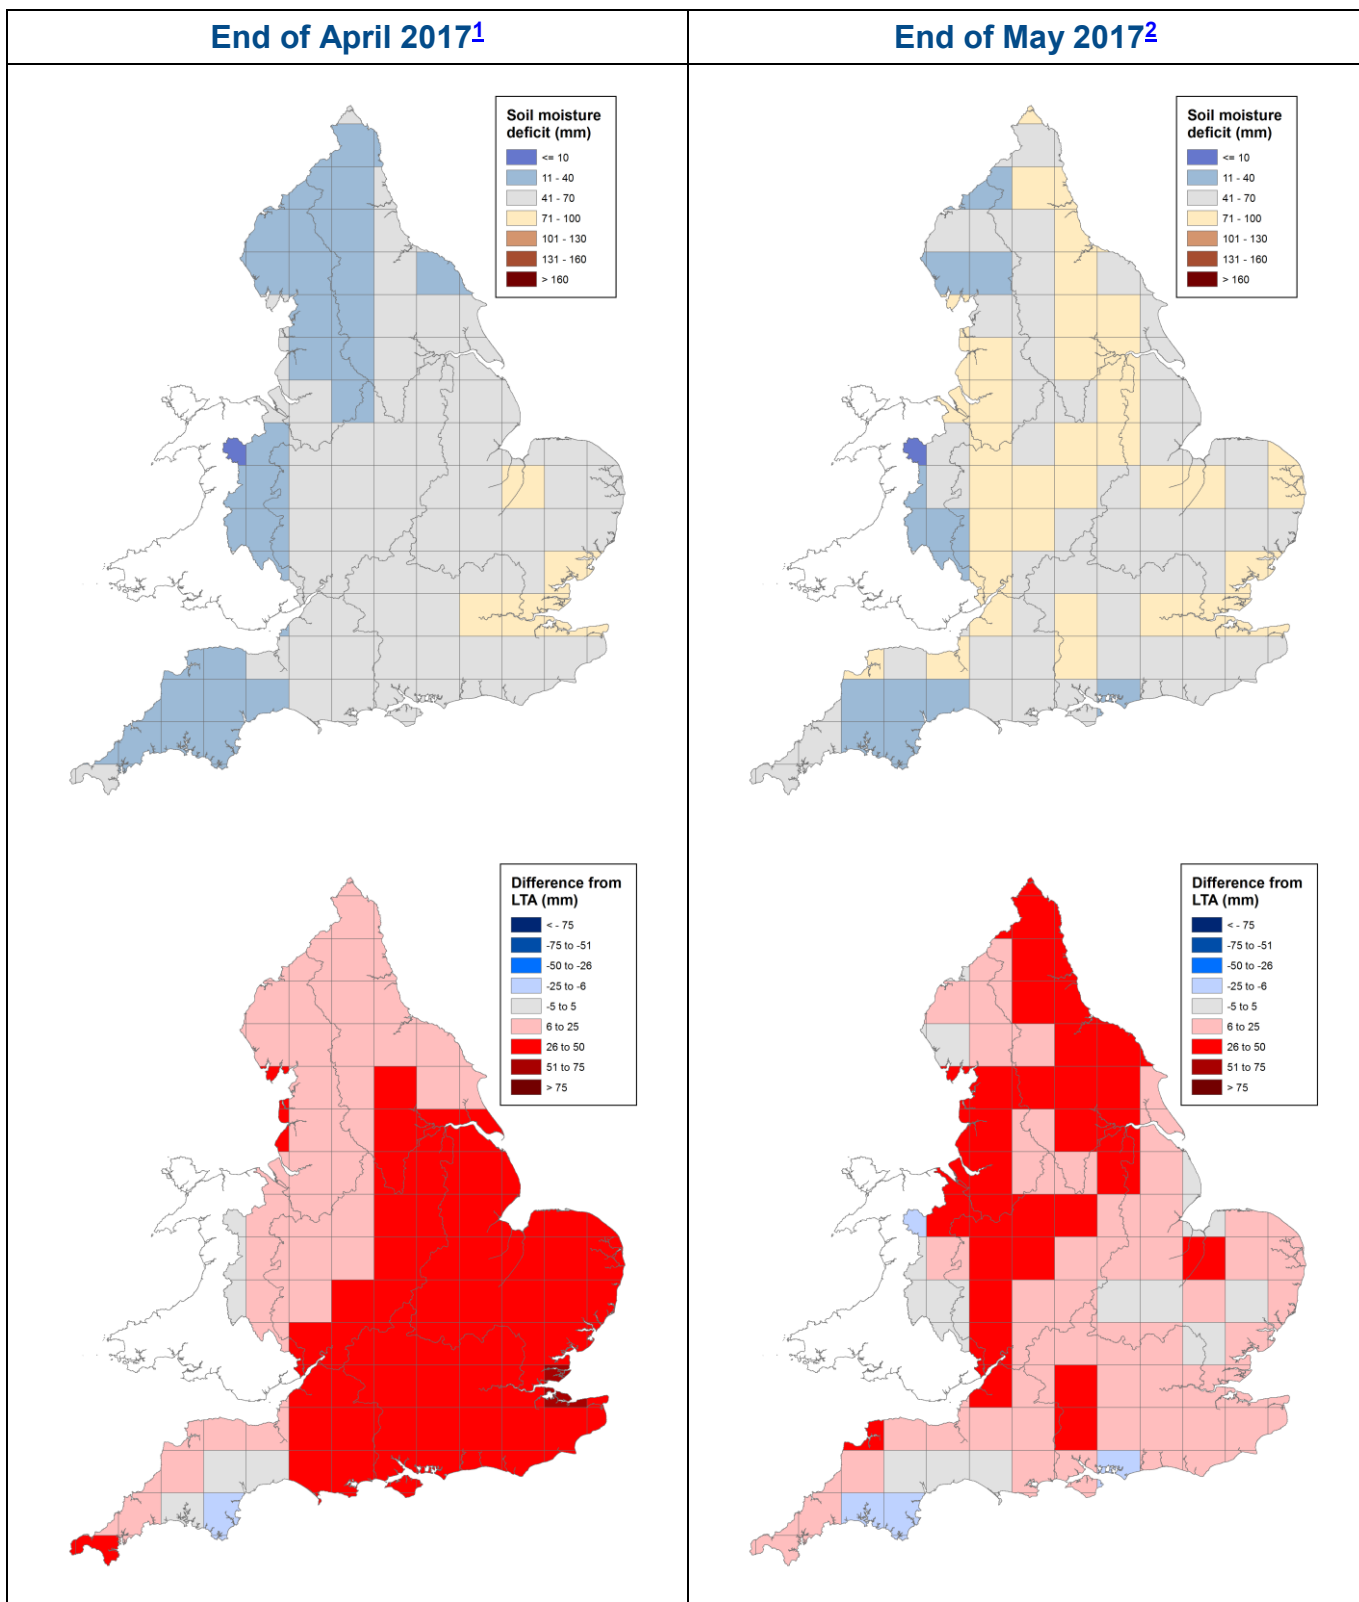 End of April 20171
End of May 20172
Soil moisture
deficit (mm)
<= 10
11 - 40
41 - 70
71 - 100
101 - 130
131 - 160
> 160
Soil moisture
deficit (mm)
<= 10
11 - 40
41 - 70
71 - 100
101 - 130
131 - 160
> 160
Difference from
LTA (mm)
< - 75
-75 to -51
-50 to -26
-25 to -6
-5 to 5
6 to 25
26 to 50
51 to 75
> 75
Difference from
LTA (mm)
< - 75
-75 to -51
-50 to -26
-25 to -6
-5 to 5
6 to 25
26 to 50
51 to 75
> 75